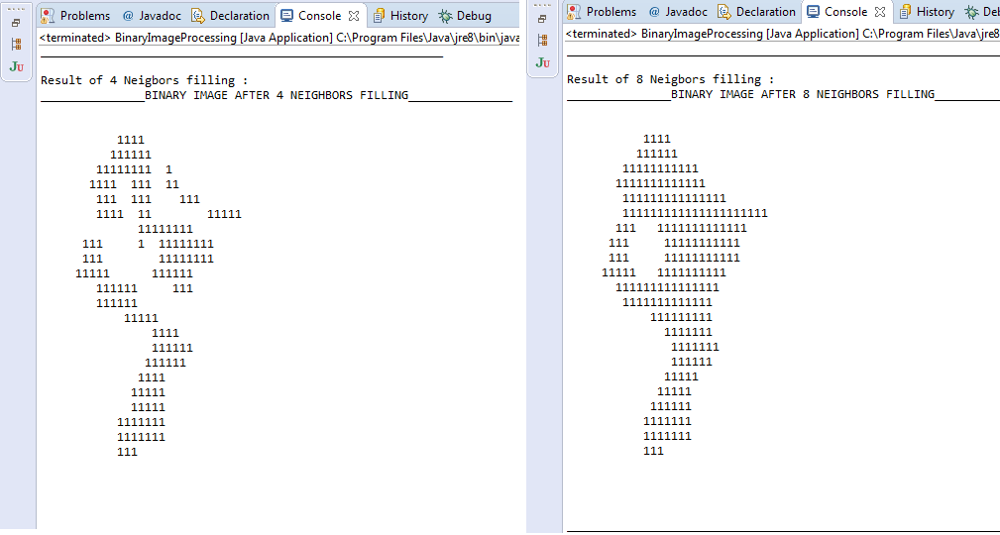 Problems @ Javadoc Declaration Console History Debug
<terminated> BinaryImageProcessing [Java Application] C:\Program Files\Java\jre8\bin\java
JU
Result of 4 Neigbors filling :
_______________BINARY IMAGE AFTER 4 NEIGHBORS FILLING_______________
1111
111111
11111111  1
1111  111  11
111  111    111
1111  11        11111
11111111
111     1  11111111
111        11111111
11111      111111
111111     111
111111
11111
1111
111111
111111
1111
11111
11111
1111111
1111111
111
Problems @ Javadoc Declaration Console History De
<terminated> BinaryImageProcessing [Java Application] C:\Program Files\Java\jre8
JU
Result of 8 Neigbors filling :
_______________BINARY IMAGE AFTER 8 NEIGHBORS FILLING__________
1111
111111
11111111111
1111111111111
111111111111111
111111111111111111111
111   1111111111111
111     11111111111
111     11111111111
11111   1111111111
111111111111111
1111111111111
111111111
1111111
1111111
111111
11111
11111
111111
1111111
1111111
111